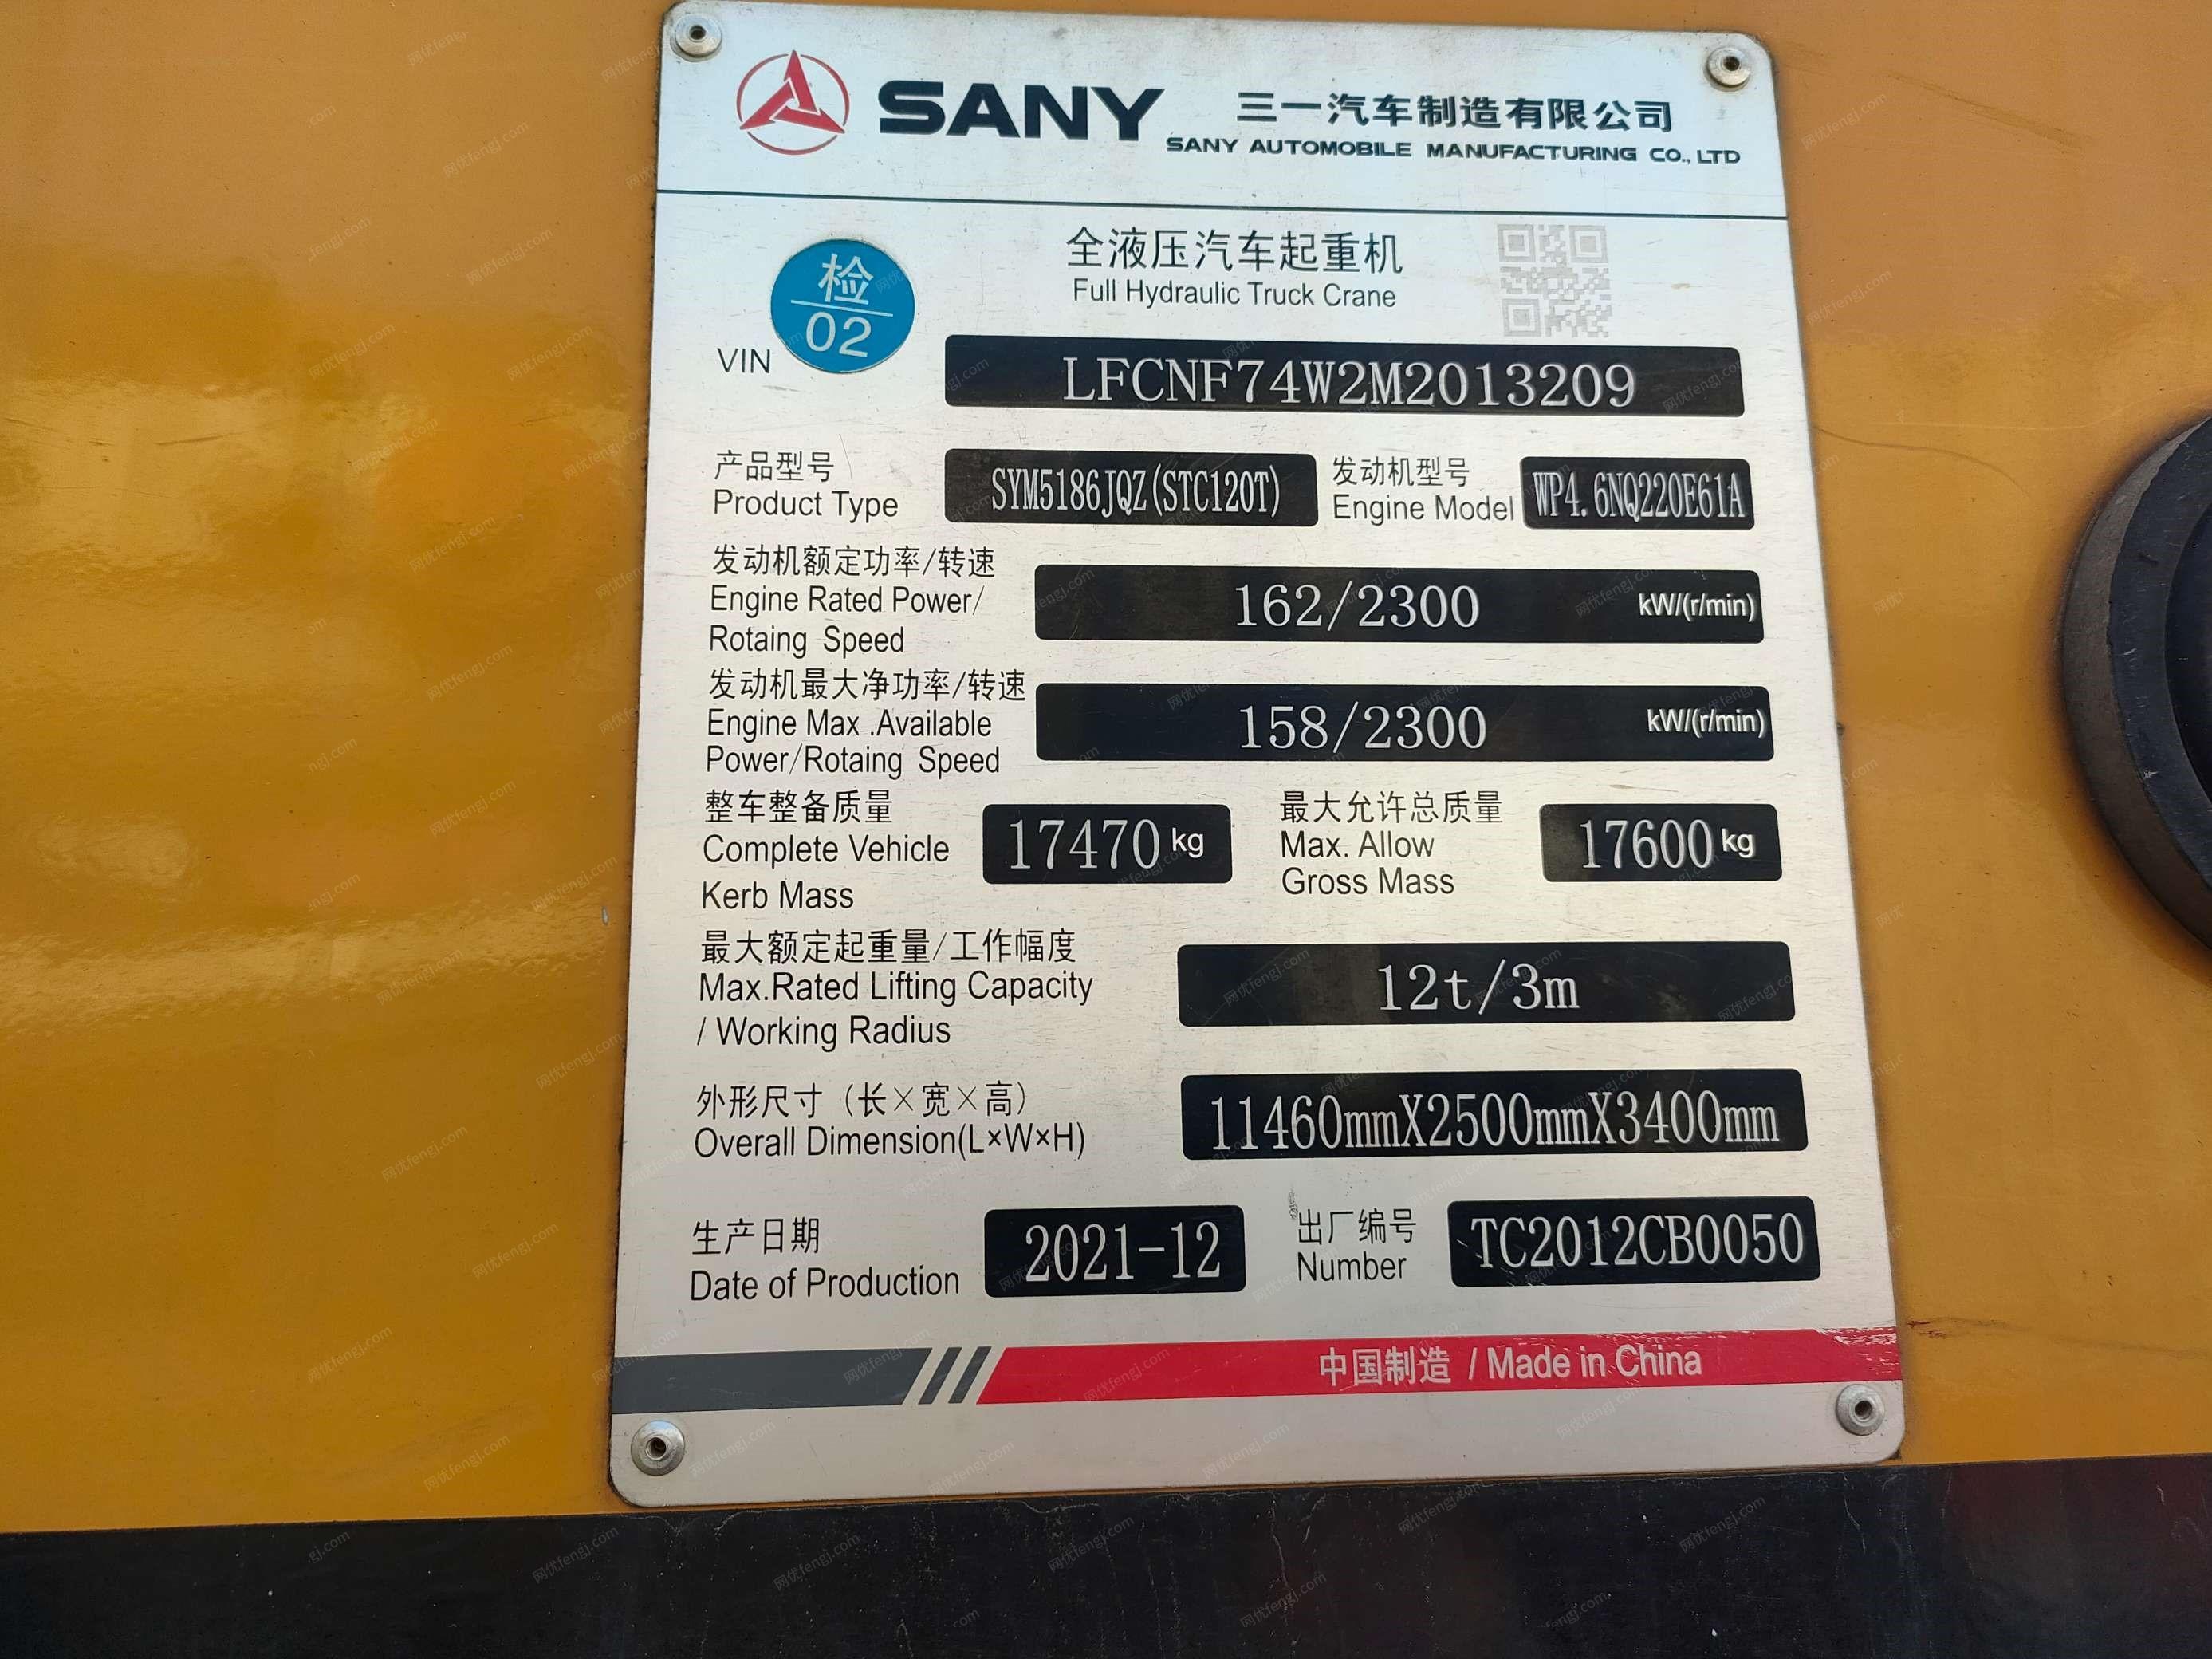 SANY 三一汽车制造有限公司
SANY AUTOMOBILE MANUFACTURING CO., LTD
全液压汽车起重机
Full Hydraulic Truck Crane
检
02
VIN LFCNF74W2M2013209
产品型号
Product Type SYM5186JQZ(STC120T)
发动机型号
Engine Model WP4.6NQ220E61A
发动机额定功率/转速
Engine Rated Power/
Rotaing Speed
162/2300 kW/(r/min)
发动机最大净功率/转速
Engine Max .Available
Power/Rotaing Speed
158/2300 kW/(r/min)
整车整备质量
Complete Vehicle
Kerb Mass
17470 kg
最大允许总质量
Max. Allow
Gross Mass
17600 kg
最大额定起重量/工作幅度
Max.Rated Lifting Capacity
/ Working Radius
12t/3m
外形尺寸（长×宽×高）
Overall Dimension(L×W×H)
11460mmX2500mmX3400mm
生产日期
Date of Production
2021-12
出厂编号
Number
TC2012CB0050
中国制造 / Made in China
网优fengj.com